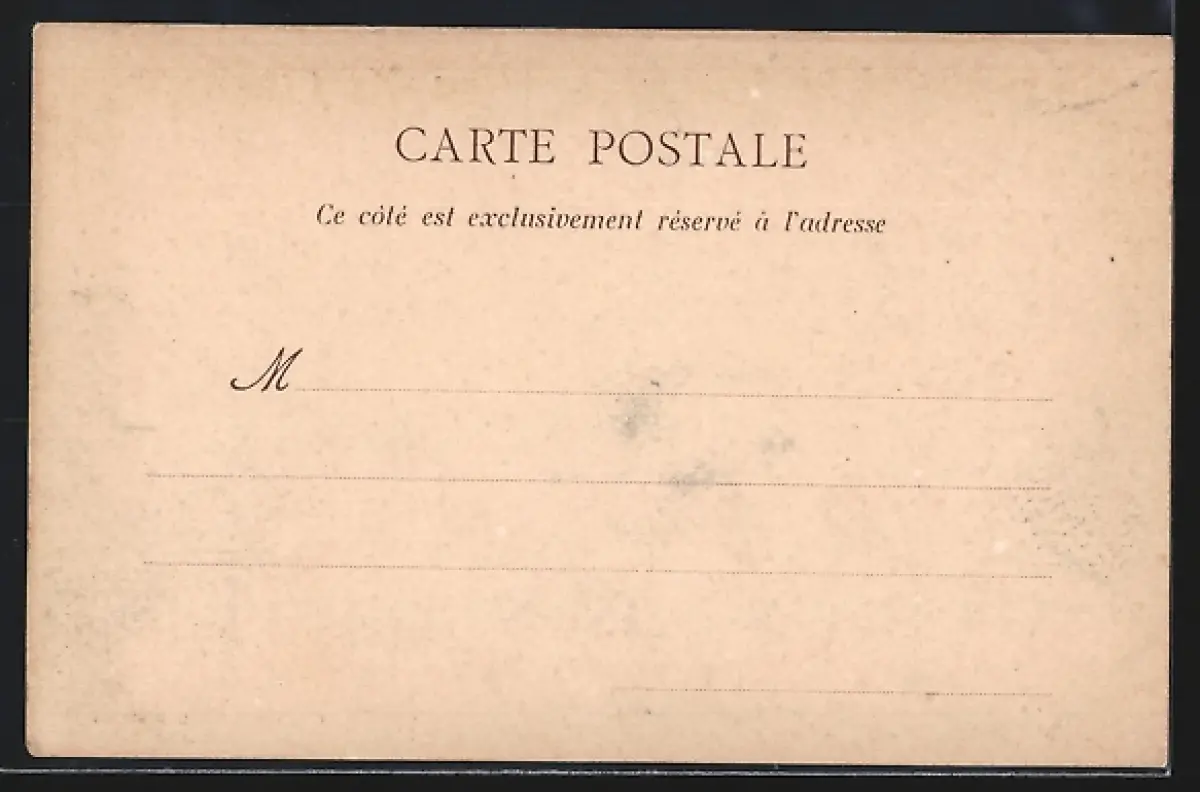 CARTE POSTALE
Ce côté est exclusivement réservé à l'adresse
M